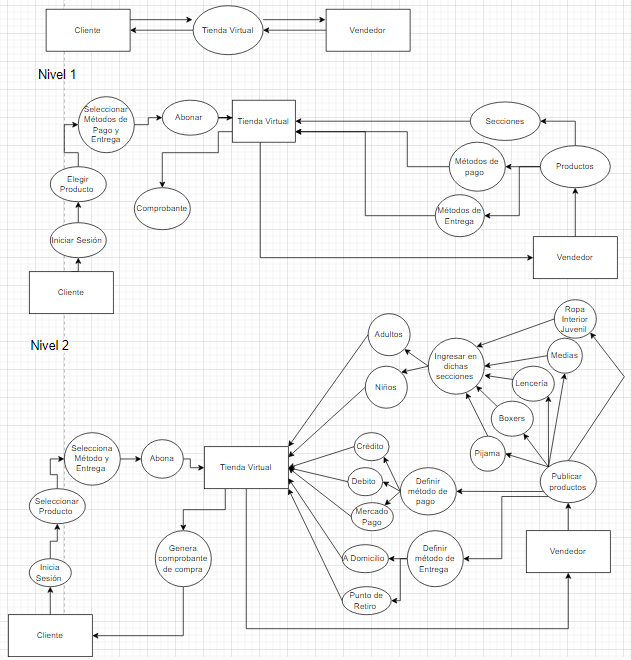 Cliente
Tienda Virtual
Vendedor
Nivel 1
Seleccionar
Métodos de
Pago y
Entrega
Abonar
Tienda Virtual
Secciones
Métodos de
pago
Productos
Elegir
Producto
Comprobante
Métodos de
Entrega
Iniciar Sesión
Vendedor
Cliente
Nivel 2
Ropa
Interior
Juvenil
Adultos
Ingresar en
dichas
secciones
Medias
Niños
Lencería
Boxers
Selecciona
Método y
Entrega
Abona
Tienda Virtual
Crédito
Pijama
Debito
Definir
método de
pago
Publicar
productos
Seleccionar
Producto
Mercado
Pago
Genera
comprobante
de compra
A Domicilio
Definir
método de
Entrega
Vendedor
Inicia
Sesión
Punto de
Retiro
Cliente